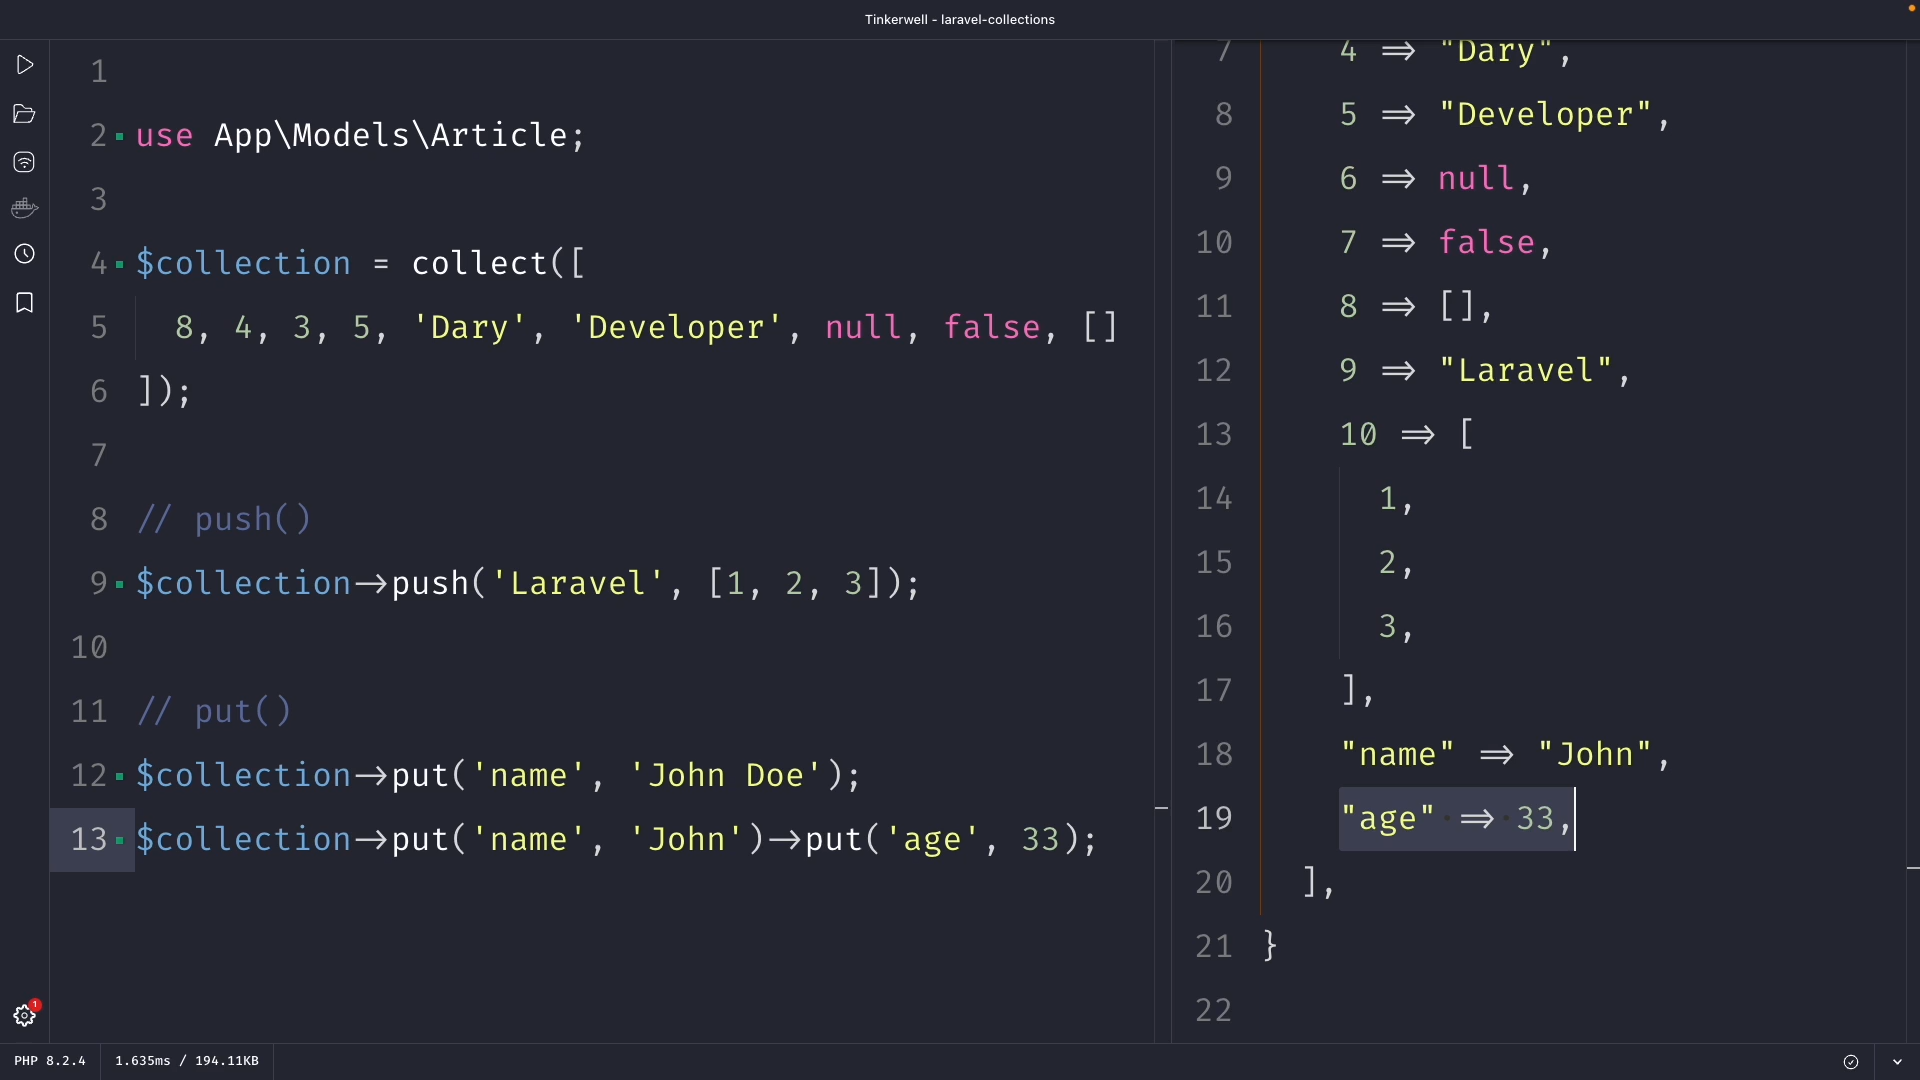 Tinkerwell - laravel-collections
1
2 use App\Models\Article;
3
4 $collection = collect([
5 8, 4, 3, 5, 'Dary', 'Developer', null, false, []
6 ]);
7
8 // push()
9 $collection->push('Laravel', [1, 2, 3]);
10
11 // put()
12 $collection->put('name', 'John Doe');
13 $collection->put('name', 'John')->put('age', 33);
7 4 => "Dary",
8 5 => "Developer",
9 6 => null,
10 7 => false,
11 8 => [],
12 9 => "Laravel",
13 10 => [
14 1,
15 2,
16 3,
17 ],
18 "name" => "John",
19 "age" => 33,
20 ],
21 }
22
1
PHP 8.2.4
1.635ms / 194.11KB